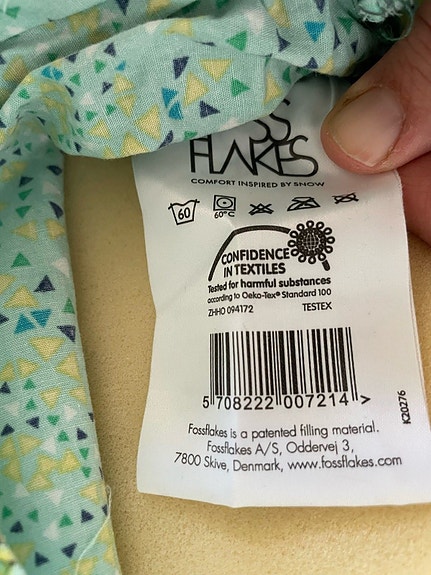 FOSS
FLAKES
COMFORT INSPIRED BY SNOW
60
60°C
CONFIDENCE
IN TEXTILES
Tested for harmful substances
according to Oeko-Tex® Standard 100
ZHHO 094172 TESTEX
5 708222 007214 >
K20276
Fossflakes is a patented filling material.
Fossflakes A/S, Oddervej 3,
7800 Skive, Denmark, www.fossflakes.com